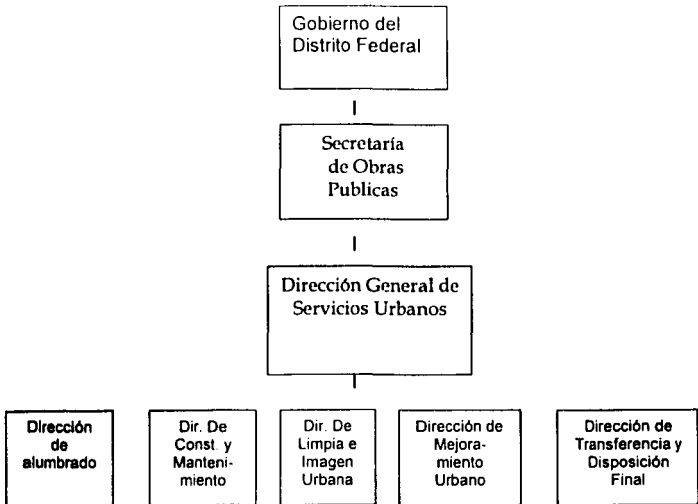 Gobierno del
Distrito Federal
Secretaría
de Obras
Publicas
Dirección General de
Servicios Urbanos
Dirección
de
alumbrado
Dir. De
Const. y
Manteni-
miento
Dir. De
Limpia e
Imagen
Urbana
Dirección de
Mejora-
miento
Urbano
Dirección de
Transferencia y
Disposición
Final